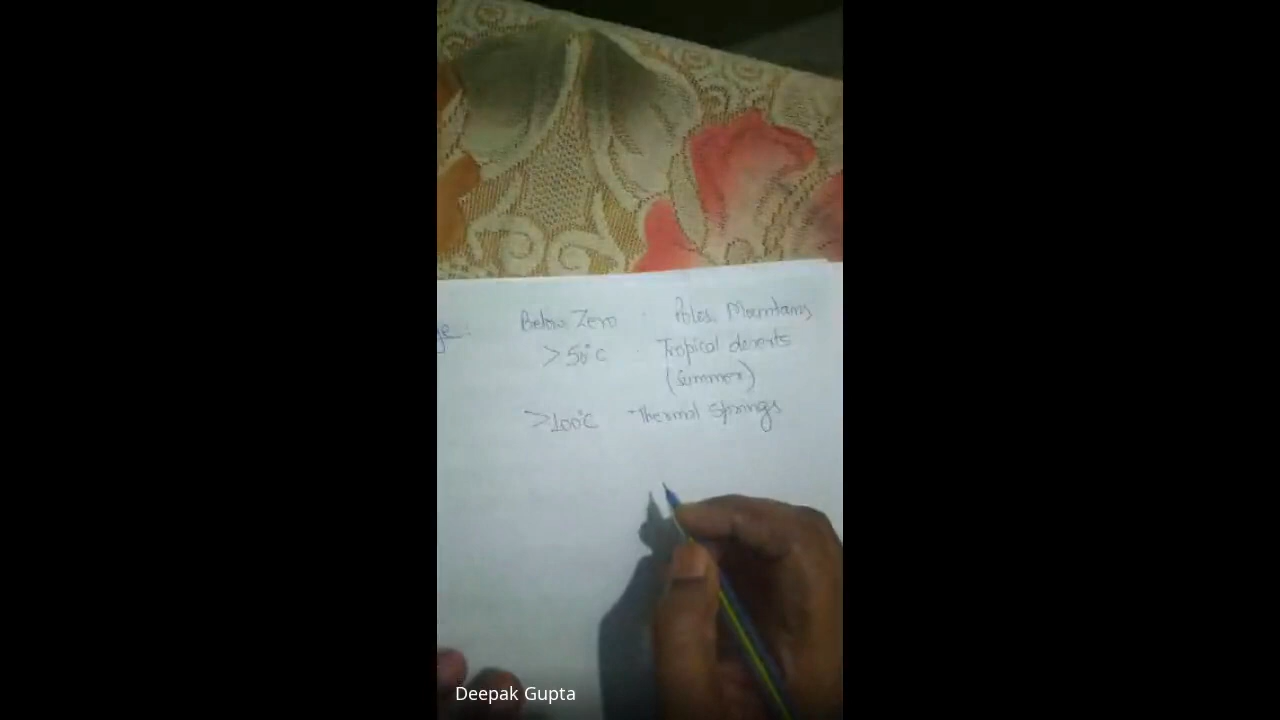 Below Zero . Poles, Mountains
>50°C . Tropical deserts
(Summer)
>100°C - Thermal Springs
Deepak Gupta